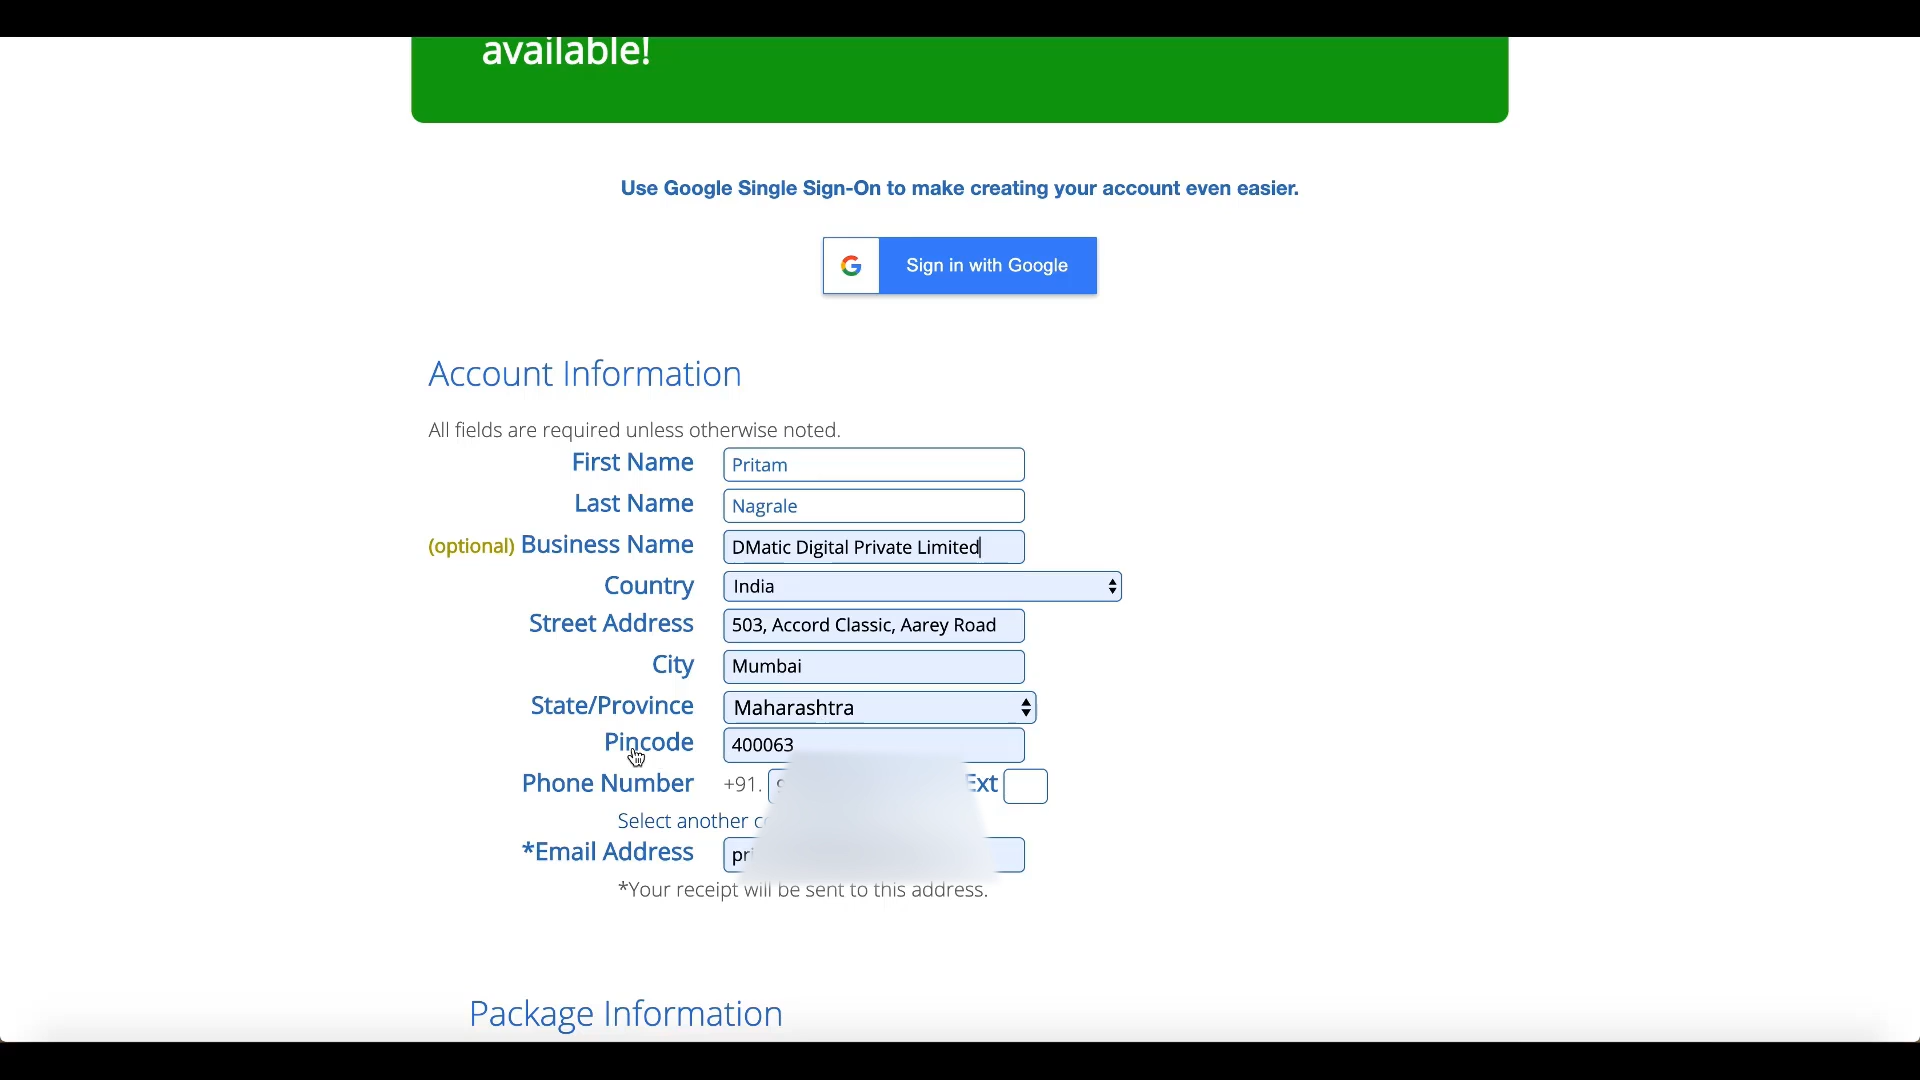 available!
Use Google Single Sign-On to make creating your account even easier.
G Sign in with Google
Account Information
All fields are required unless otherwise noted.
First Name Pritam
Last Name Nagrale
(optional) Business Name DMatic Digital Private Limited
Country India
Street Address 503, Accord Classic, Aarey Road
City Mumbai
State/Province Maharashtra
Pincode 400063
Phone Number +91. Ext
Select another
*Email Address
*Your receipt will be sent to this address.
Package Information